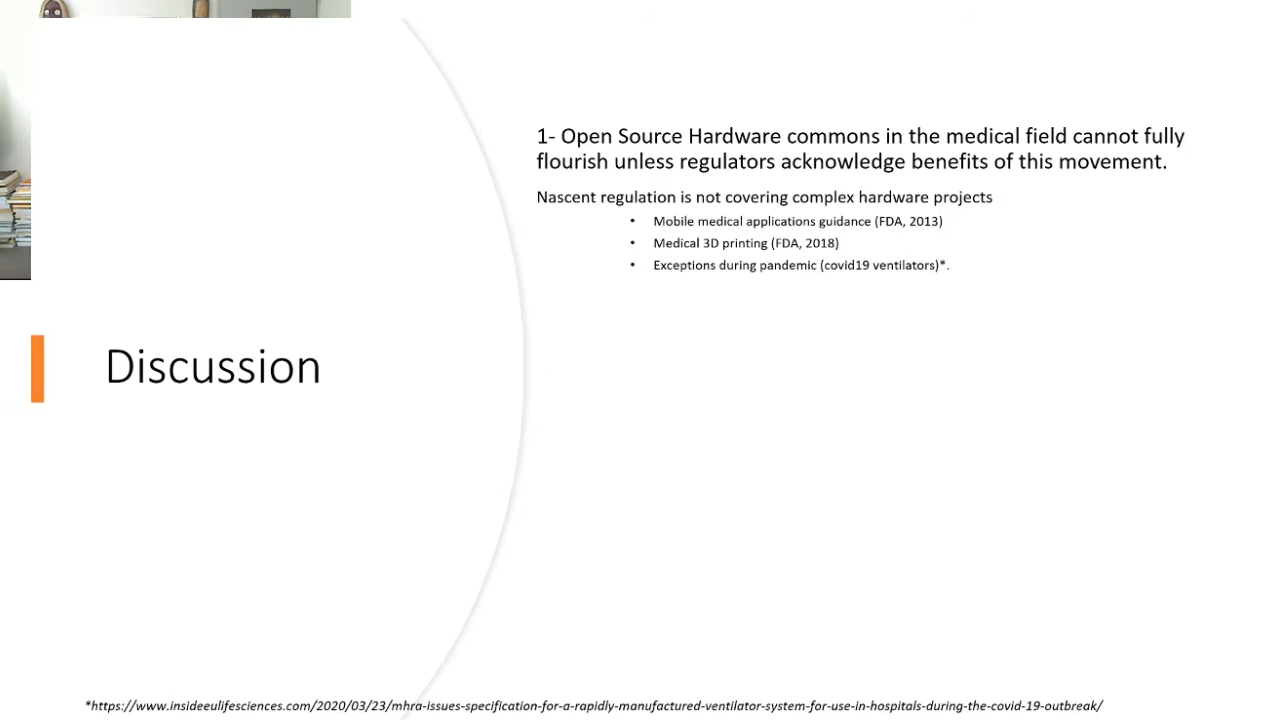 1- Open Source Hardware commons in the medical field cannot fully
flourish unless regulators acknowledge benefits of this movement.
Nascent regulation is not covering complex hardware projects
• Mobile medical applications guidance (FDA, 2013)
• Medical 3D printing (FDA, 2018)
• Exceptions during pandemic (covid19 ventilators)*.
Discussion
*https://www.insideeulifesciences.com/2020/03/23/mhra-issues-specification-for-a-rapidly-manufactured-ventilator-system-for-use-in-hospitals-during-the-covid-19-outbreak/